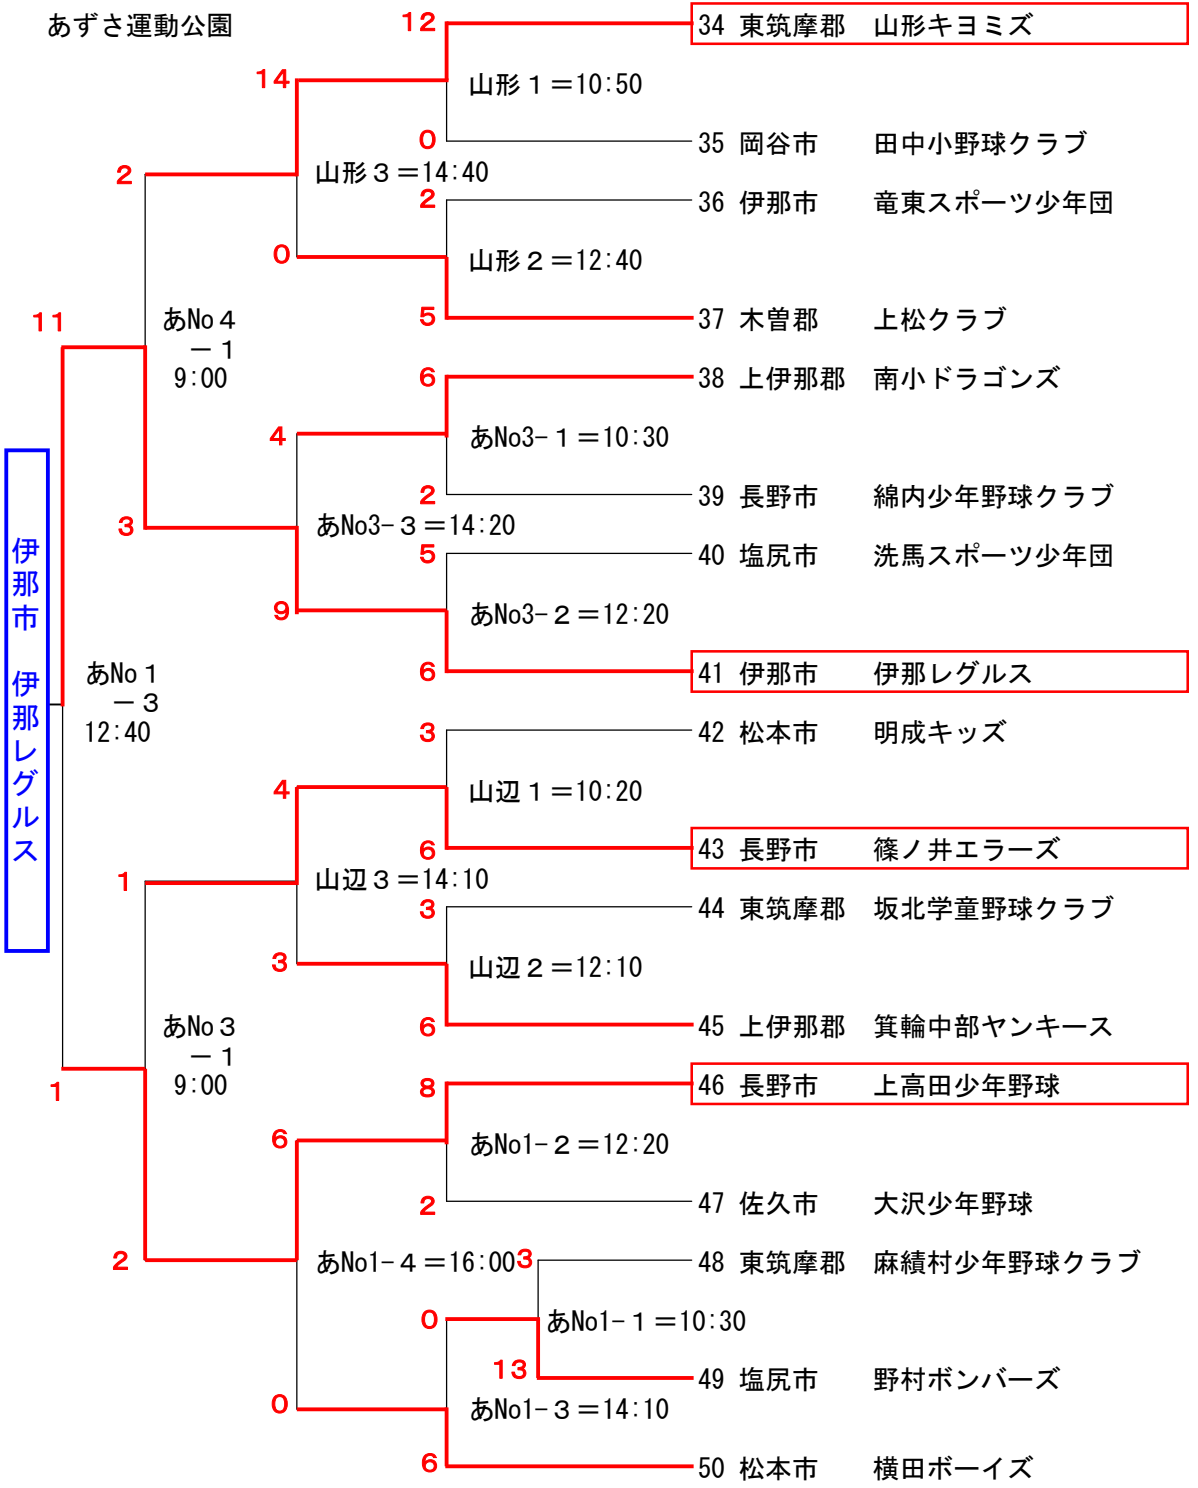 あずさ運動公園
12
34 東筑摩郡 山形キヨミズ
14
山形１＝10:50
0
35 岡谷市 田中小野球クラブ
2
山形３＝14:40
2
36 伊那市 竜東スポーツ少年団
0
山形２＝12:40
11
あNo４
－１
9:00
5
37 木曽郡 上松クラブ
6
38 上伊那郡 南小ドラゴンズ
4
あNo3-１＝10:30
2
39 長野市 綿内少年野球クラブ
3
あNo3-３＝14:20
5
40 塩尻市 洗馬スポーツ少年団
9
あNo3-２＝12:20
6
41 伊那市 伊那レグルス
伊那市 伊那レグルス
あNo１
－３
12:40
3
42 松本市 明成キッズ
4
山辺１＝10:20
6
43 長野市 篠ノ井エラーズ
1
山辺３＝14:10
3
44 東筑摩郡 坂北学童野球クラブ
3
山辺２＝12:10
6
45 上伊那郡 箕輪中部ヤンキース
あNo３
－１
9:00
1
8
46 長野市 上高田少年野球
6
あNo1-２＝12:20
2
47 佐久市 大沢少年野球
2
あNo1-４＝16:00
3
48 東筑摩郡 麻績村少年野球クラブ
0
あNo1-１＝10:30
13
49 塩尻市 野村ボンバーズ
0
あNo1-３＝14:10
6
50 松本市 横田ボーイズ